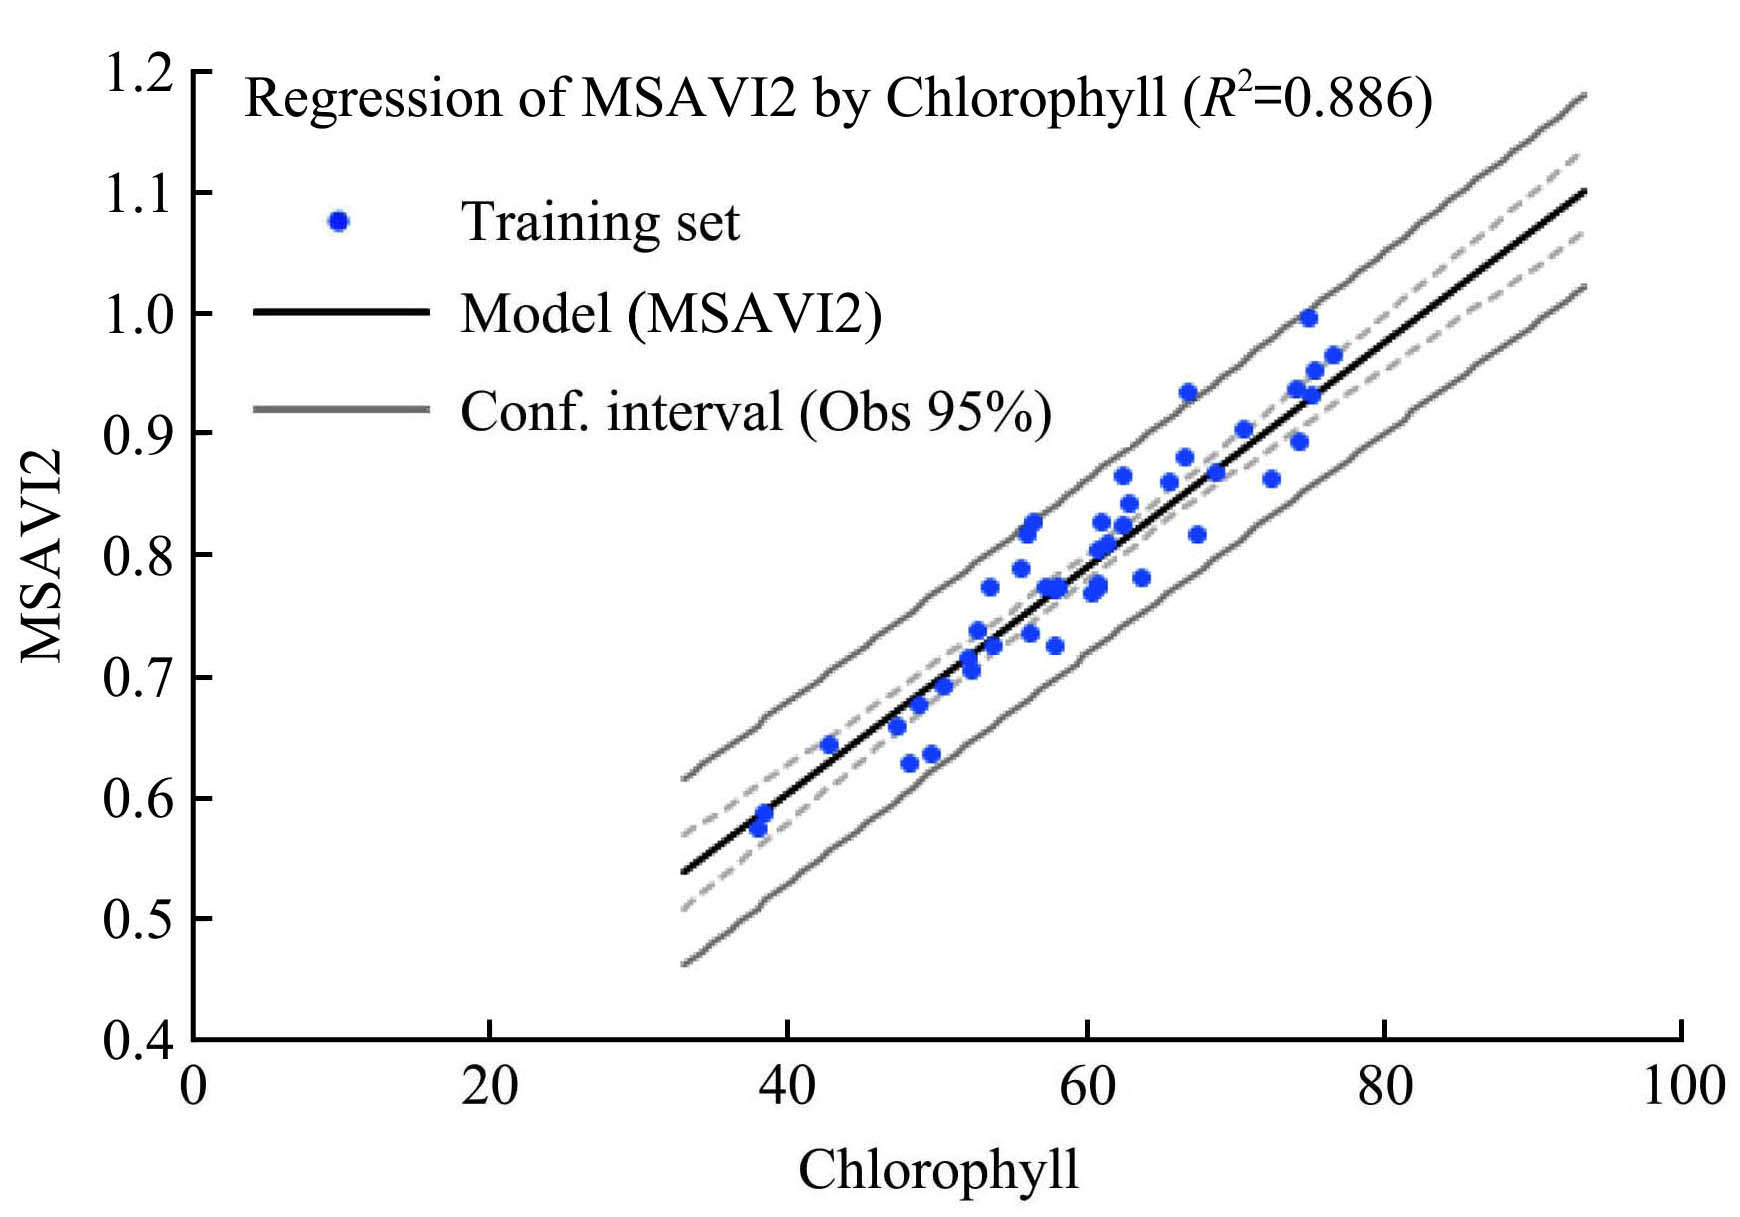 Regression of MSAVI2 by Chlorophyll (R²=0.886)
Training set
Model (MSAVI2)
Conf. interval (Obs 95%)
MSAVI2
1.2
1.1
1.0
0.9
0.8
0.7
0.6
0.5
0.4
0 20 40 60 80 100
Chlorophyll